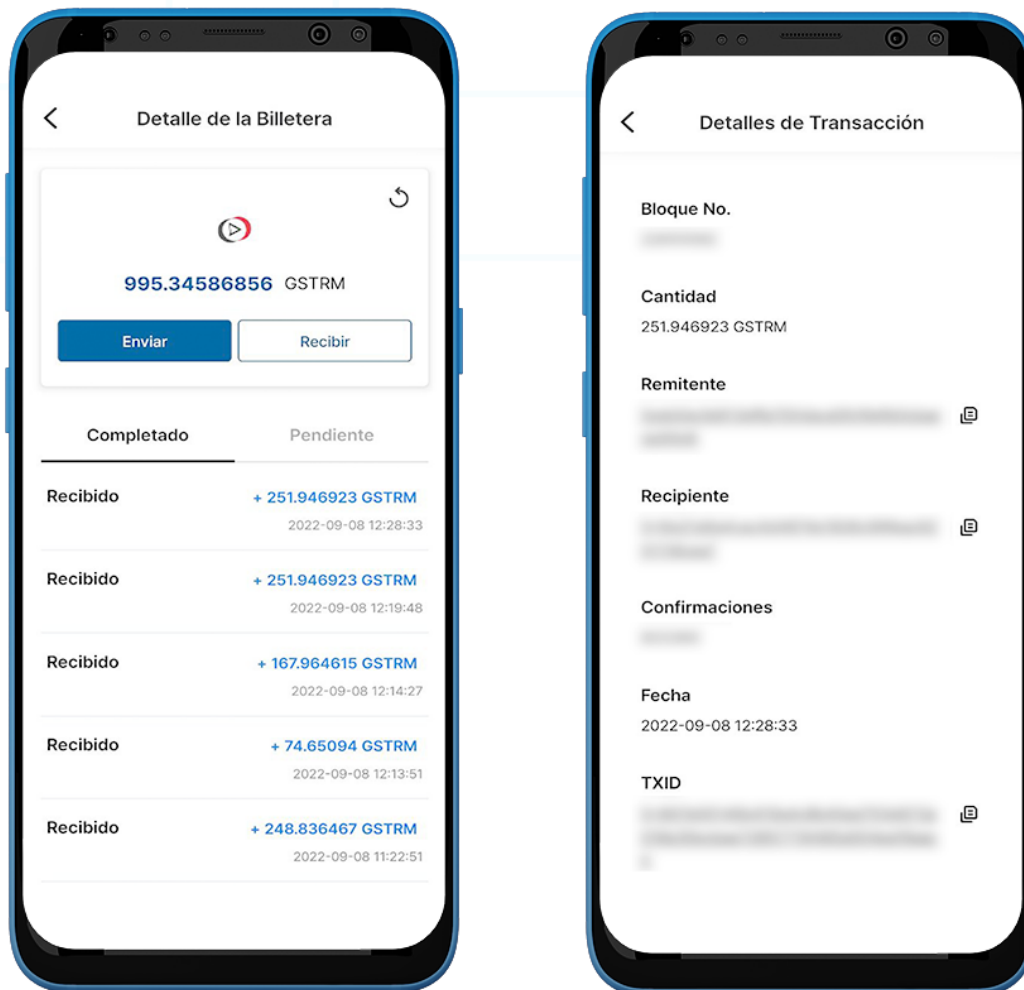 Detalle de la Billetera
995.34586856 GSTRM
Enviar
Recibir
Completado
Pendiente
Recibido
+ 251.946923 GSTRM
2022-09-08 12:28:33
Recibido
+ 251.946923 GSTRM
2022-09-08 12:19:48
Recibido
+ 167.964615 GSTRM
2022-09-08 12:14:27
Recibido
+ 74.65094 GSTRM
2022-09-08 12:13:51
Recibido
+ 248.836467 GSTRM
2022-09-08 11:22:51
Detalles de Transacción
Bloque No.
Cantidad
251.946923 GSTRM
Remitente
Recipiente
Confirmaciones
Fecha
2022-09-08 12:28:33
TXID